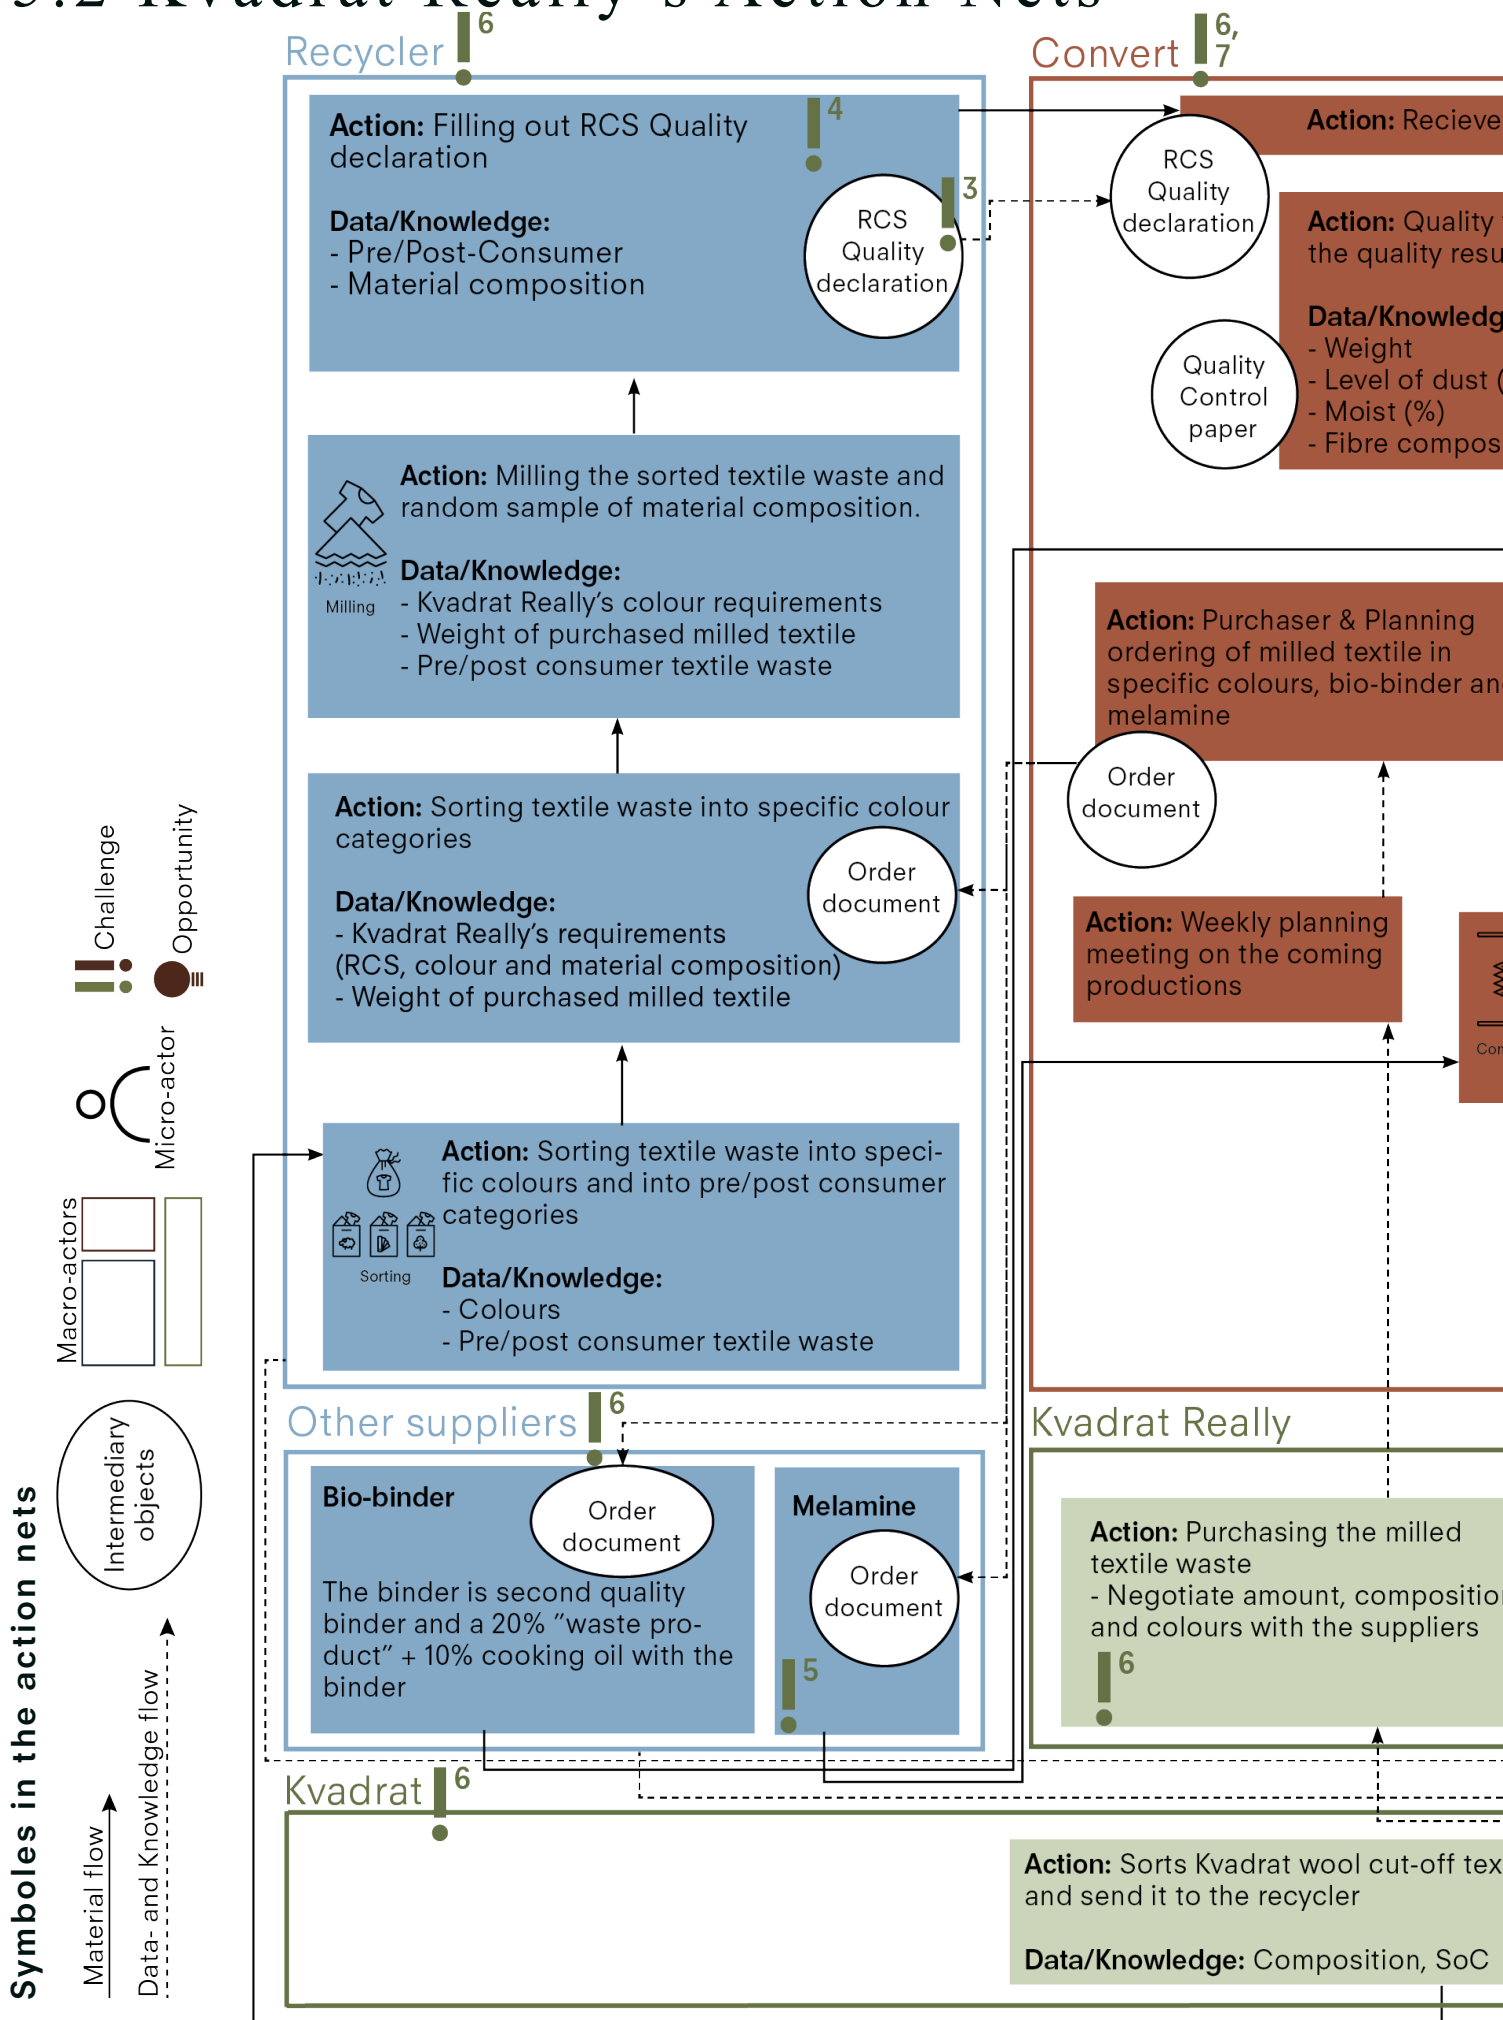 5.2 Kvadrat Really's Action Nets
Recycler
6
Action: Filling out RCS Quality
declaration
4
Data/Knowledge:
- Pre/Post-Consumer
- Material composition
3
RCS
Quality
declaration
Action: Milling the sorted textile waste and
random sample of material composition.
Data/Knowledge:
- Kvadrat Really's colour requirements
- Weight of purchased milled textile
- Pre/post consumer textile waste
Milling
Action: Sorting textile waste into specific colour
categories
Data/Knowledge:
- Kvadrat Really's requirements
(RCS, colour and material composition)
- Weight of purchased milled textile
Order
document
Action: Sorting textile waste into speci-
fic colours and into pre/post consumer
categories
Data/Knowledge:
- Colours
- Pre/post consumer textile waste
Sorting
Other suppliers
6
Bio-binder
Order
document
The binder is second quality
binder and a 20% "waste pro-
duct" + 10% cooking oil with the
binder
Melamine
Order
document
5
Convert
6,
7
Action: Recieve
RCS
Quality
declaration
Action: Quality
the quality resu
Data/Knowledg
- Weight
- Level of dust (
- Moist (%)
- Fibre compos
Quality
Control
paper
Action: Purchaser & Planning
ordering of milled textile in
specific colours, bio-binder an
melamine
Order
document
Action: Weekly planning
meeting on the coming
productions
Con
Kvadrat Really
Action: Purchasing the milled
textile waste
- Negotiate amount, compositio
and colours with the suppliers
6
Kvadrat
6
Action: Sorts Kvadrat wool cut-off tex
and send it to the recycler
Data/Knowledge: Composition, SoC
Symboles in the action nets
Material flow
Data- and Knowledge flow
Intermediary
objects
Macro-actors
Micro-actor
Challenge
Opportunity